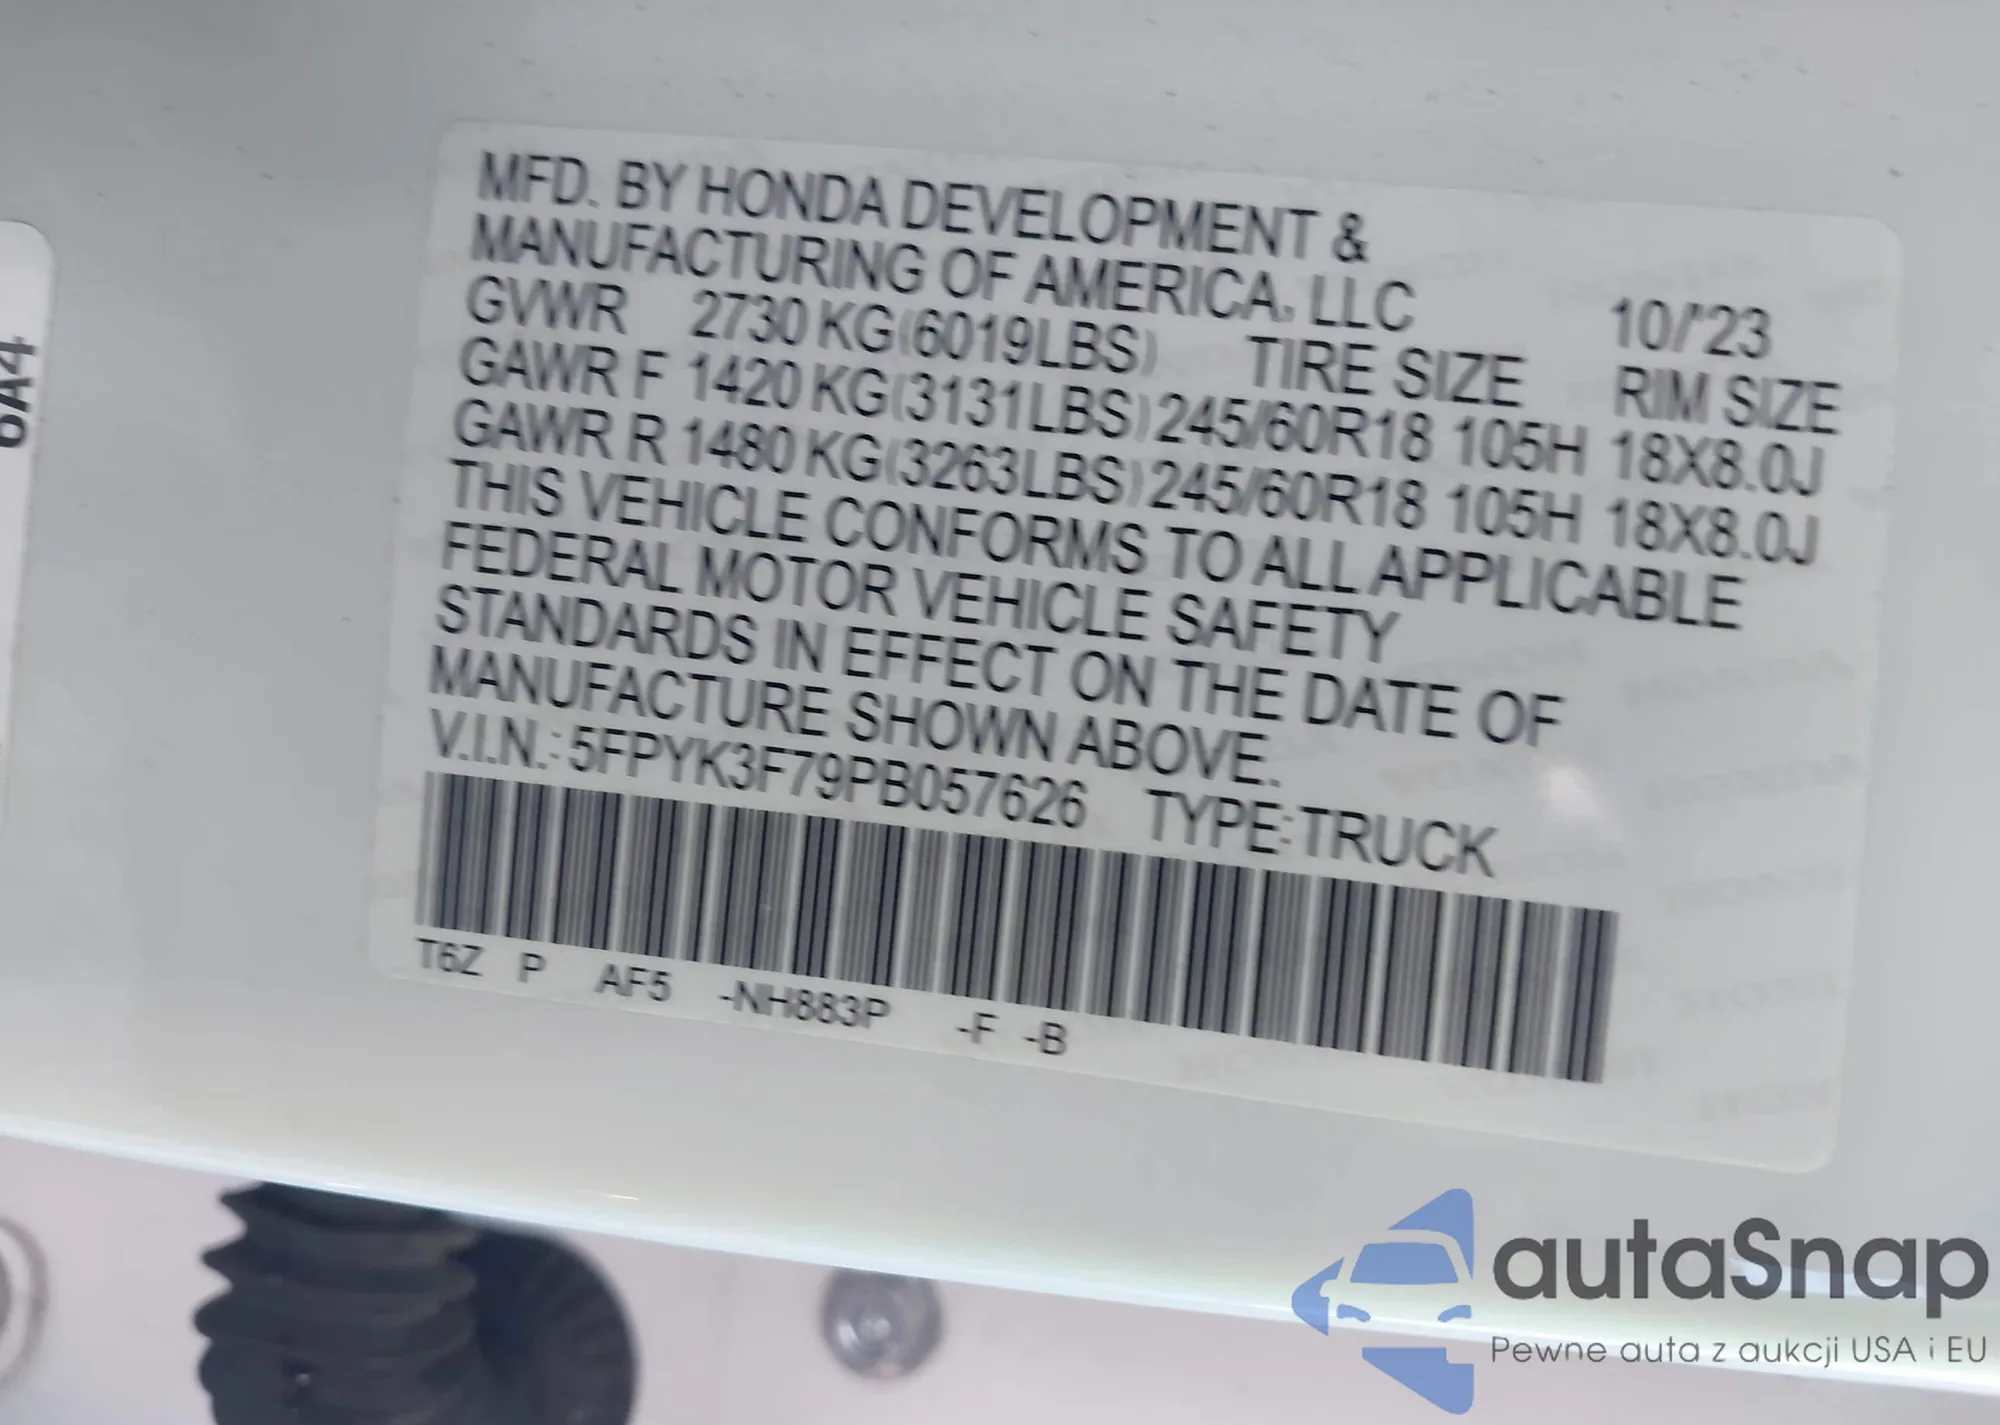 MFD. BY HONDA DEVELOPMENT &
MANUFACTURING OF AMERICA, LLC 10/'23
GVWR 2730 KG(6019LBS) TIRE SIZE RIM SIZE
GAWR F 1420 KG(3131LBS)245/60R18 105H 18X8.0J
GAWR R 1480 KG(3263LBS)245/60R18 105H 18X8.0J
THIS VEHICLE CONFORMS TO ALL APPLICABLE
FEDERAL MOTOR VEHICLE SAFETY
STANDARDS IN EFFECT ON THE DATE OF
MANUFACTURE SHOWN ABOVE.
V.I.N.: 5FPYK3F79PB057626 TYPE:TRUCK
T6Z P AF5 -NH883P -F -B
6A4
autaSnap
Pewne auta z aukcji USA i EU